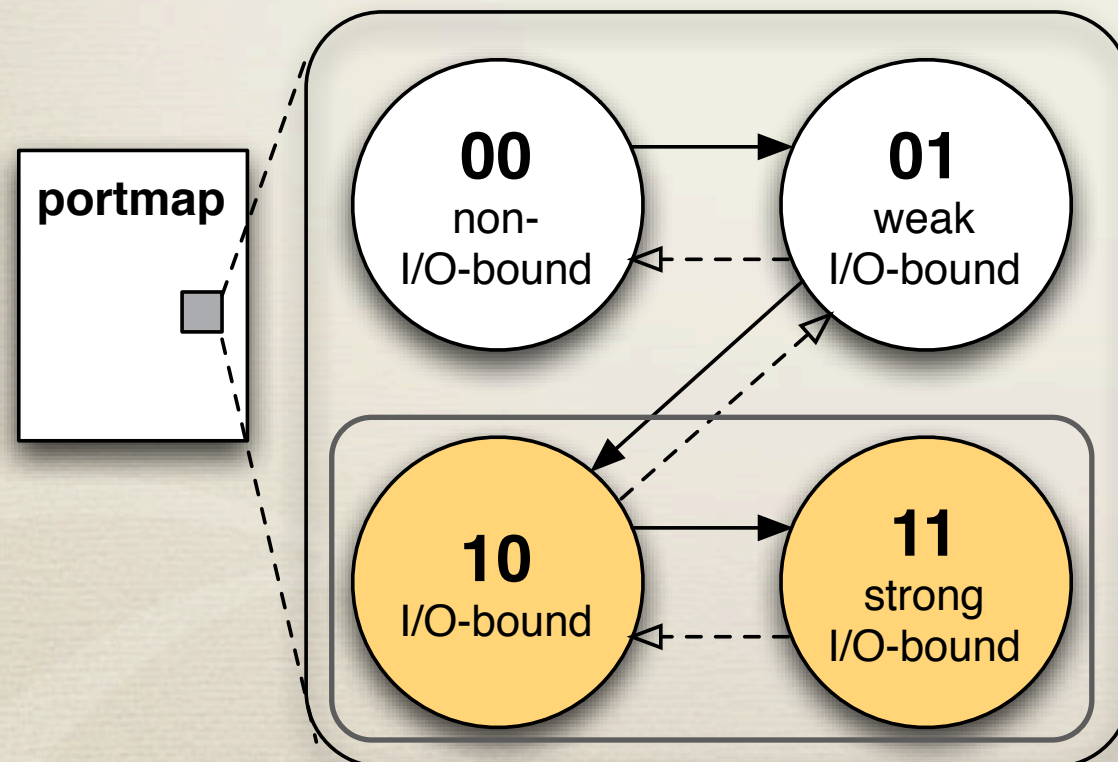 portmap
00
non-
I/O-bound
01
weak
I/O-bound
10
I/O-bound
11
strong
I/O-bound